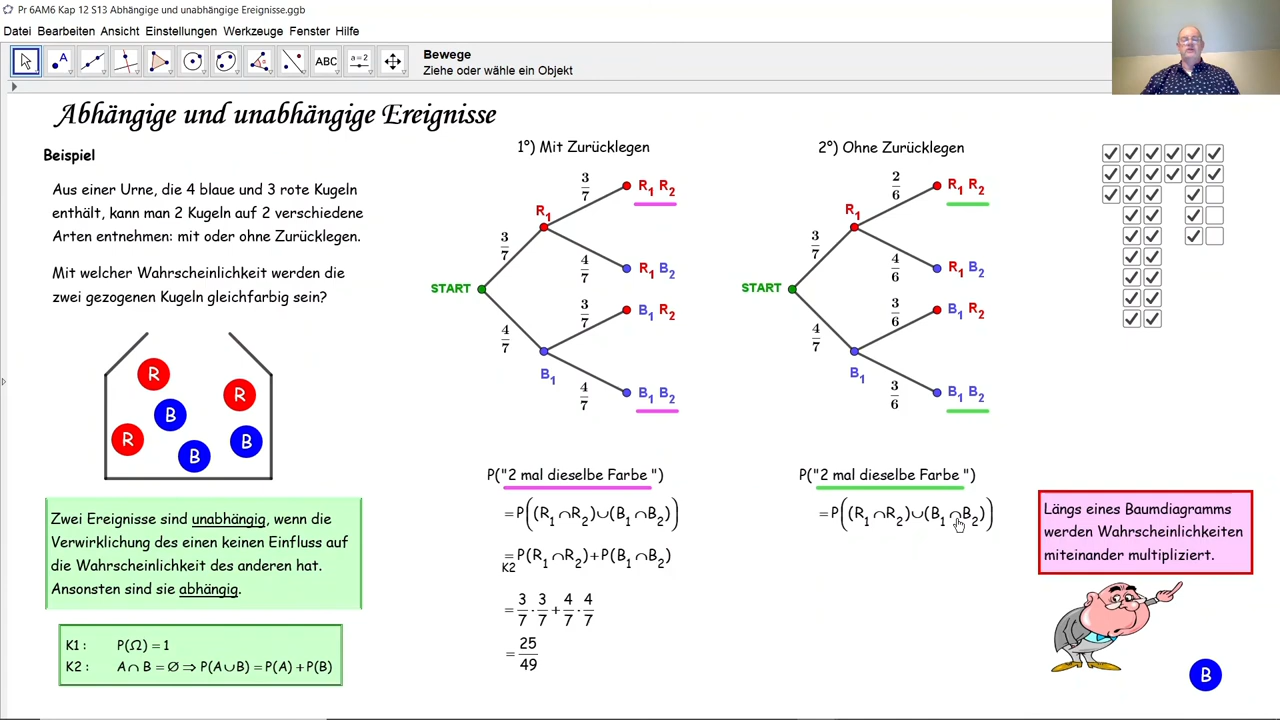 Pr 6AM6 Kap 12 S13 Abhängige und unabhängige Ereignisse.ggb
Datei Bearbeiten Ansicht Einstellungen Werkzeuge Fenster Hilfe
A
ABC
a=2
Bewege
Ziehe oder wähle ein Objekt
Abhängige und unabhängige Ereignisse
Beispiel
Aus einer Urne, die 4 blaue und 3 rote Kugeln
enthält, kann man 2 Kugeln auf 2 verschiedene
Arten entnehmen: mit oder ohne Zurücklegen.
Mit welcher Wahrscheinlichkeit werden die
zwei gezogenen Kugeln gleichfarbig sein?
R
R
B
R
B
B
Zwei Ereignisse sind unabhängig, wenn die
Verwirklichung des einen keinen Einfluss auf
die Wahrscheinlichkeit des anderen hat.
Ansonsten sind sie abhängig.
K1 : P(Ω) = 1
K2 : A∩B = Ø ⇒ P(A∪B) = P(A) + P(B)
1°) Mit Zurücklegen
3/7
R₁ R₂
R₁
3/7
4/7
R₁ B₂
START
3/7
B₁ R₂
4/7
B₁
4/7
B₁ B₂
P("2 mal dieselbe Farbe ")
= P((R₁∩R₂)∪(B₁∩B₂))
= P(R₁∩R₂)+P(B₁∩B₂)
K2
= 3/7 · 3/7 + 4/7 · 4/7
= 25/49
2°) Ohne Zurücklegen
2/6
R₁ R₂
R₁
3/7
4/6
R₁ B₂
START
3/6
B₁ R₂
4/7
B₁
3/6
B₁ B₂
P("2 mal dieselbe Farbe ")
= P((R₁∩R₂)∪(B₁∩B₂))
Längs eines Baumdiagramms
werden Wahrscheinlichkeiten
miteinander multipliziert.
B